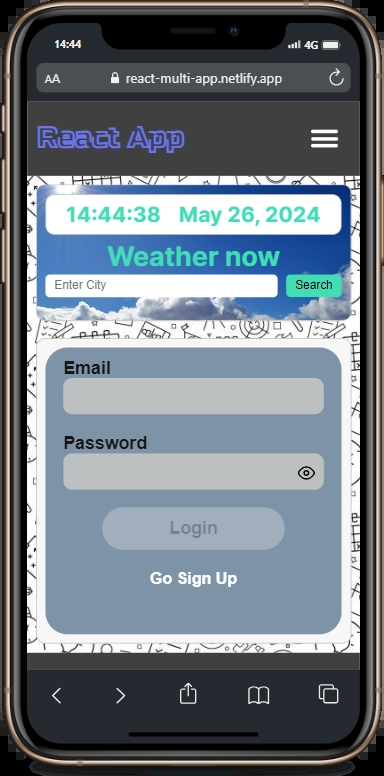 14:44
4G
AA react-multi-app.netlify.app
React App
14:44:38 May 26, 2024
Weather now
Enter City Search
Email
Password
Login
Go Sign Up